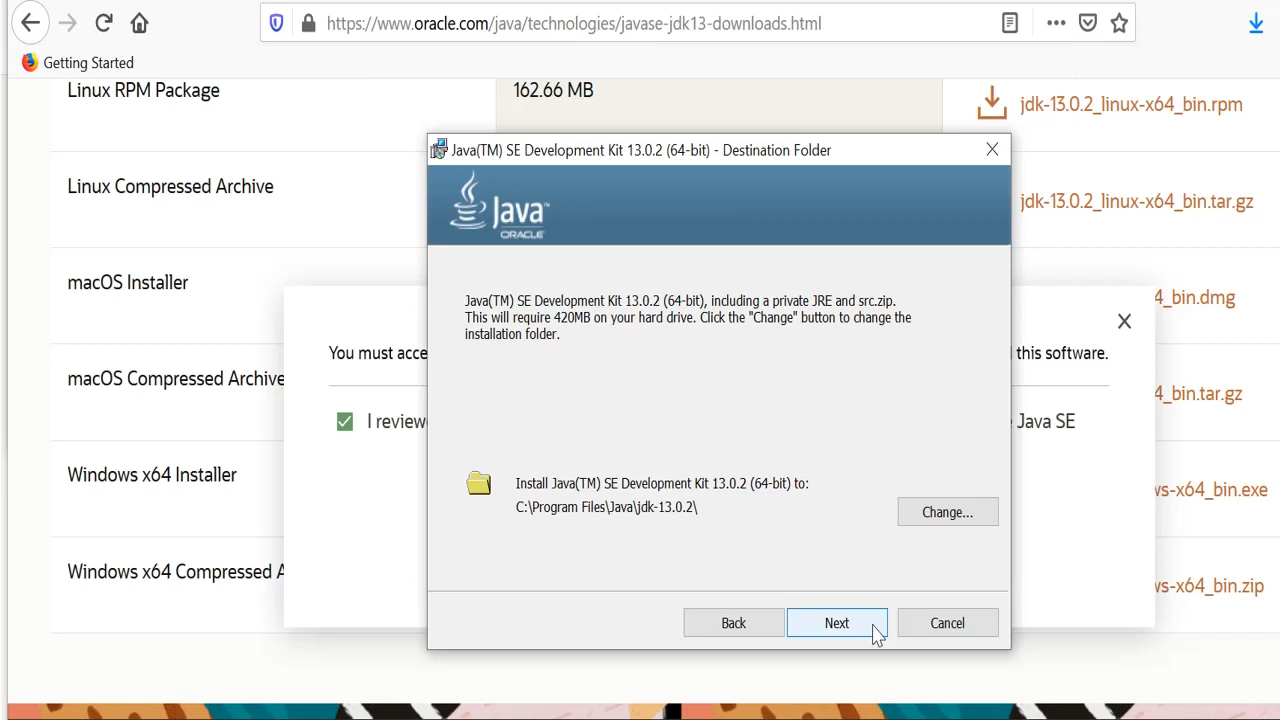 https://www.oracle.com/java/technologies/javase-jdk13-downloads.html
Getting Started
Linux RPM Package
162.66 MB
jdk-13.0.2_linux-x64_bin.rpm
Java(TM) SE Development Kit 13.0.2 (64-bit) - Destination Folder
Java™
ORACLE
Linux Compressed Archive
jdk-13.0.2_linux-x64_bin.tar.gz
macOS Installer
4_bin.dmg
Java(TM) SE Development Kit 13.0.2 (64-bit), including a private JRE and src.zip.
This will require 420MB on your hard drive. Click the "Change" button to change the
installation folder.
You must acce
this software.
macOS Compressed Archive
4_bin.tar.gz
I review
Java SE
Windows x64 Installer
ws-x64_bin.exe
Install Java(TM) SE Development Kit 13.0.2 (64-bit) to:
C:\Program Files\Java\jdk-13.0.2\
Change...
Windows x64 Compressed A
ws-x64_bin.zip
Back
Next
Cancel